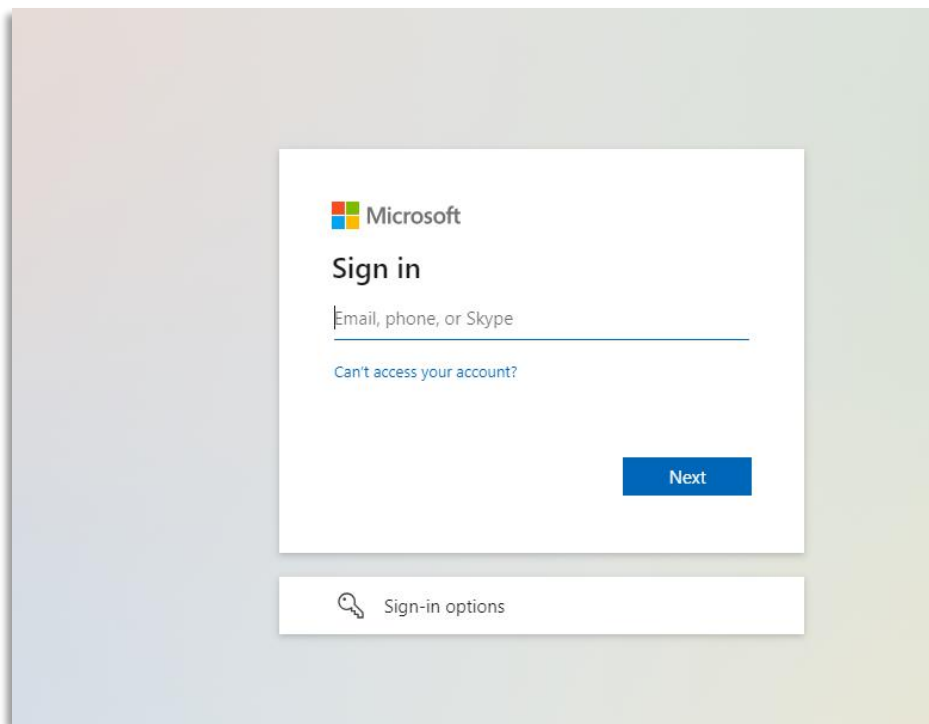 Microsoft
Sign in
Email, phone, or Skype
Can't access your account?
Next
Sign-in options